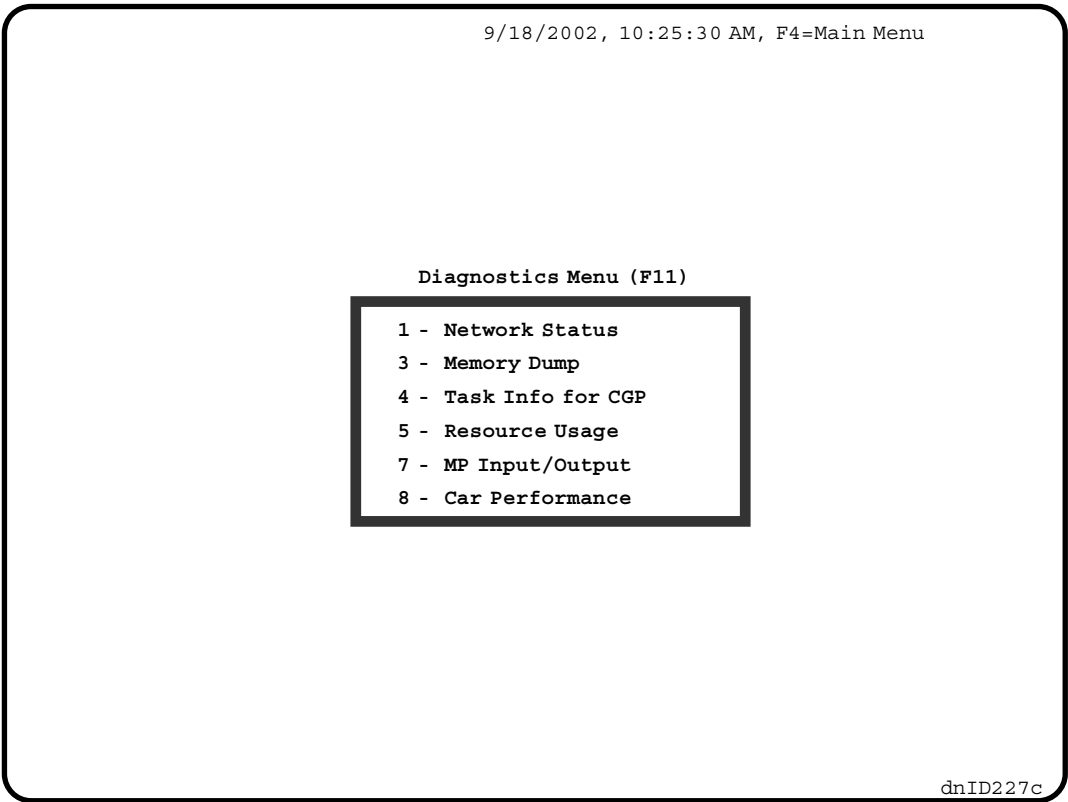 9/18/2002, 10:25:30 AM, F4=Main Menu
Diagnostics Menu (F11)
1 - Network Status
3 - Memory Dump
4 - Task Info for CGP
5 - Resource Usage
7 - MP Input/Output
8 - Car Performance
dnID227c